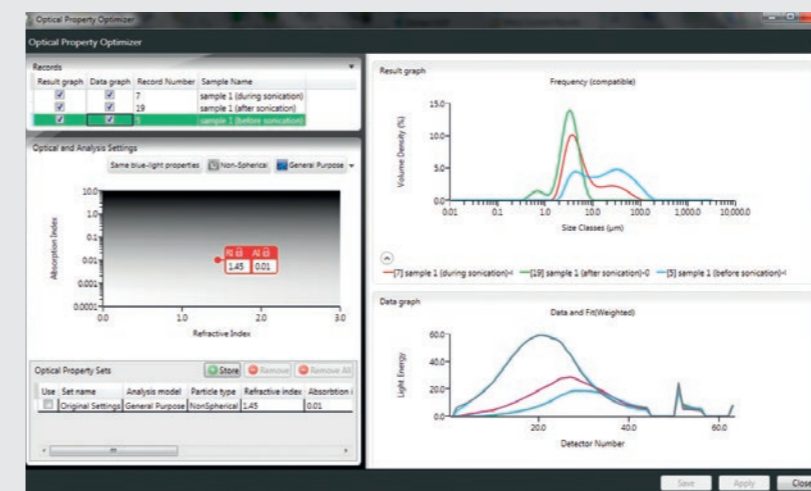 Optical Property Optimizer
Optical Property Optimizer
Records
Result graph Data graph Record Number Sample Name
7 sample 1 (during sonication)
19 sample 1 (after sonication)
5 sample 1 (before sonication)
Optical and Analysis Settings
Same blue-light properties Non-Spherical General Purpose
Absorption Index
10.0
1.0
0.1
0.01
0.001
0.0001
RI AI
1.45 0.01
0.0 1.0 2.0 3.0
Refractive Index
Optical Property Sets Store Remove Remove All
Use Set name Analysis model Particle type Refractive index Absorbtion i
Original Settings General Purpose NonSpherical 1.45 0.01
Result graph
Frequency (compatible)
Volume Density (%)
15.0
10.0
5.0
0.0
0.01 0.1 1.0 10.0 100.0 1,000.0 10,000.0
Size Classes (µm)
[7] sample 1 (during sonication)- [19] sample 1 (after sonication)-0 [5] sample 1 (before sonication)-
Data graph
Data and Fit(Weighted)
Light Energy
60.0
40.0
20.0
0.0
20.0 40.0 60.0
Detector Number
Save Apply Close